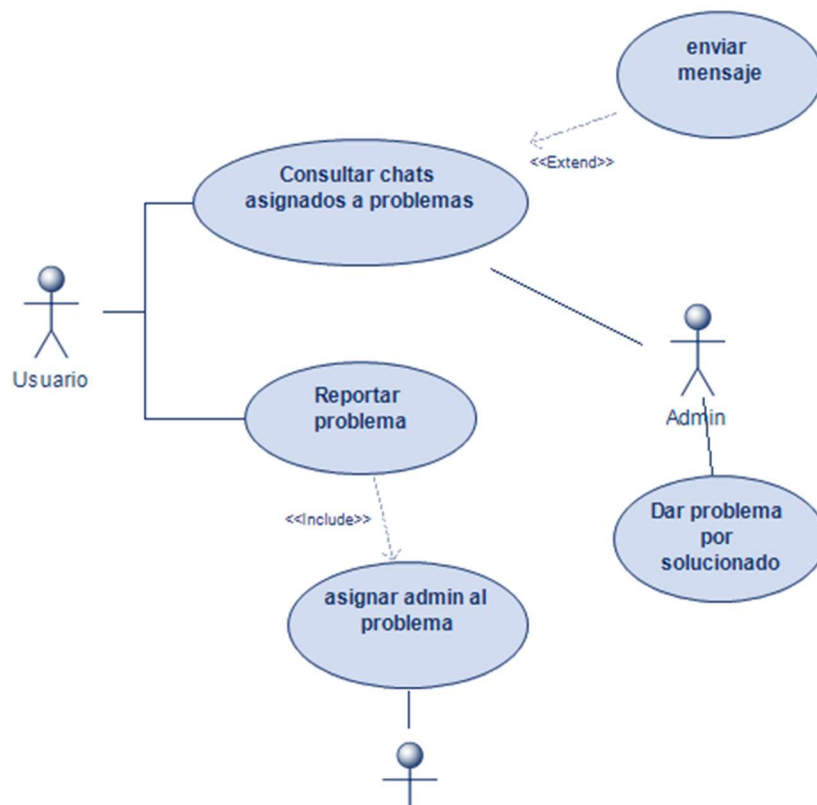 enviar
mensaje
<<Extend>>
Consultar chats
asignados a problemas
Usuario
Reportar
problema
Admin
<<Include>>
Dar problema
por
solucionado
asignar admin al
problema